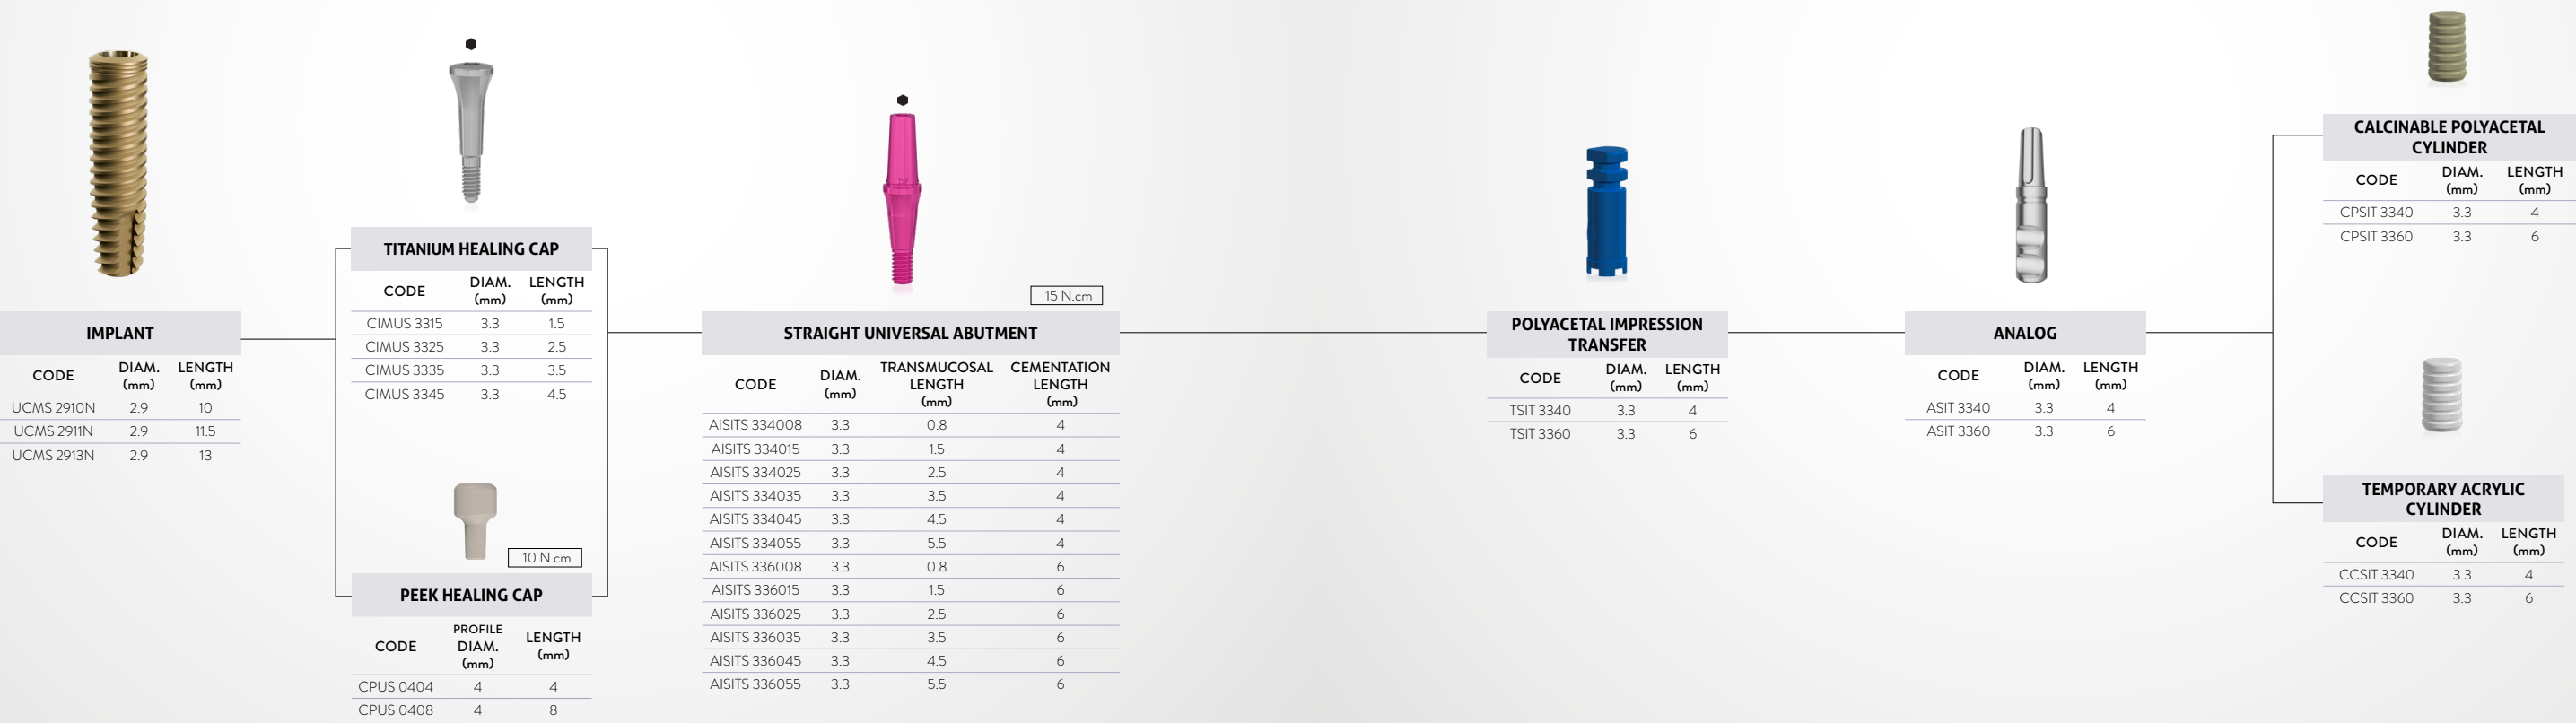 IMPLANT
CODE DIAM. (mm) LENGTH (mm)
UCMS 2910N 2.9 10
UCMS 2911N 2.9 11.5
UCMS 2913N 2.9 13
TITANIUM HEALING CAP
CODE DIAM. (mm) LENGTH (mm)
CIMUS 3315 3.3 1.5
CIMUS 3325 3.3 2.5
CIMUS 3335 3.3 3.5
CIMUS 3345 3.3 4.5
10 N.cm
PEEK HEALING CAP
CODE PROFILE DIAM. (mm) LENGTH (mm)
CPUS 0404 4 4
CPUS 0408 4 8
15 N.cm
STRAIGHT UNIVERSAL ABUTMENT
CODE DIAM. (mm) TRANSMUCOSAL LENGTH (mm) CEMENTATION LENGTH (mm)
AISITS 334008 3.3 0.8 4
AISITS 334015 3.3 1.5 4
AISITS 334025 3.3 2.5 4
AISITS 334035 3.3 3.5 4
AISITS 334045 3.3 4.5 4
AISITS 334055 3.3 5.5 4
AISITS 336008 3.3 0.8 6
AISITS 336015 3.3 1.5 6
AISITS 336025 3.3 2.5 6
AISITS 336035 3.3 3.5 6
AISITS 336045 3.3 4.5 6
AISITS 336055 3.3 5.5 6
POLYACETAL IMPRESSION
TRANSFER
CODE DIAM. (mm) LENGTH (mm)
TSIT 3340 3.3 4
TSIT 3360 3.3 6
ANALOG
CODE DIAM. (mm) LENGTH (mm)
ASIT 3340 3.3 4
ASIT 3360 3.3 6
CALCINABLE POLYACETAL
CYLINDER
CODE DIAM. (mm) LENGTH (mm)
CPSIT 3340 3.3 4
CPSIT 3360 3.3 6
TEMPORARY ACRYLIC
CYLINDER
CODE DIAM. (mm) LENGTH (mm)
CCSIT 3340 3.3 4
CCSIT 3360 3.3 6